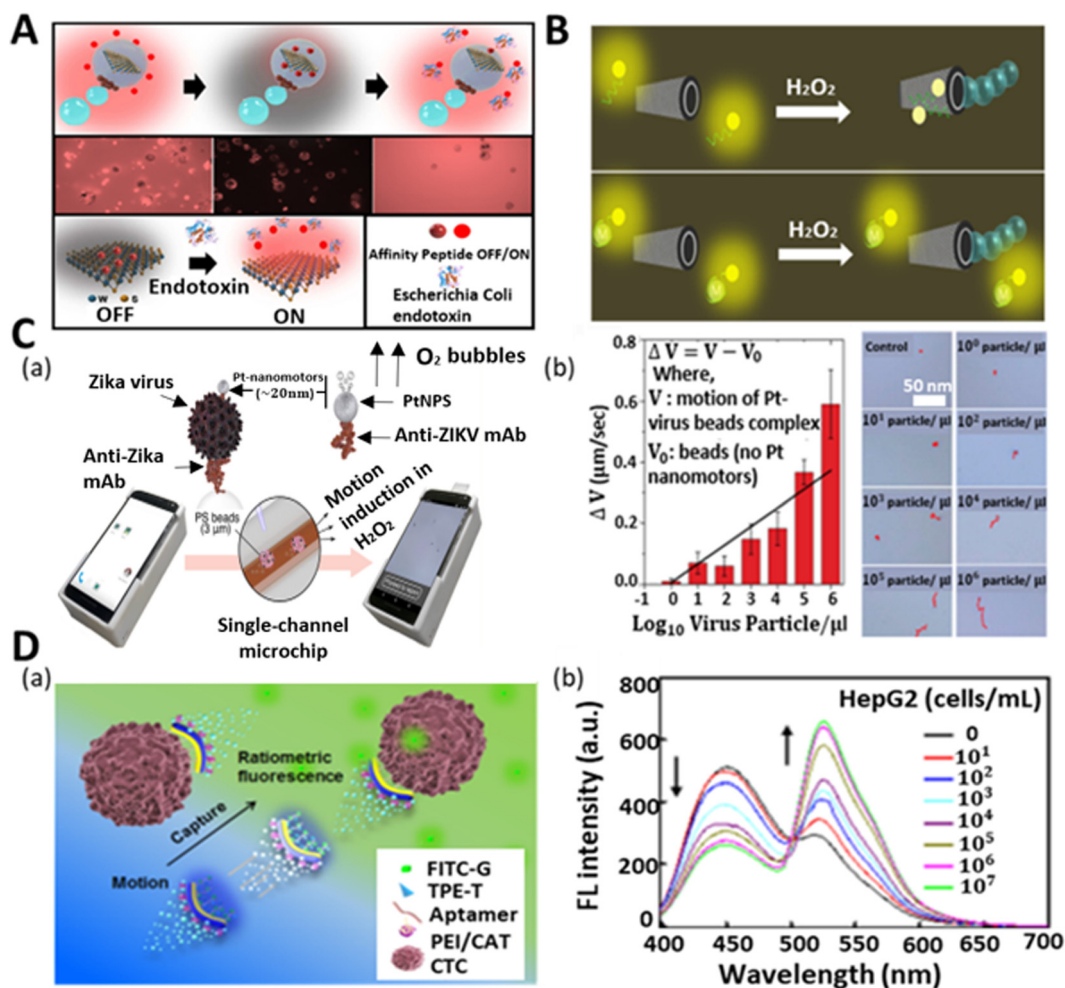 A
Affinity Peptide OFF/ON
Escherichia Coli
endotoxin
Endotoxin
W S
OFF
ON
B
H₂O₂
H₂O₂
C
(a)
O₂ bubbles
Zika virus
Pt-nanomotors
(~20nm)
PtNPS
Anti-ZIKV mAb
Anti-Zika
mAb
PS beads
(3 μm)
Motion
induction in
H₂O₂
Single-channel
microchip
(b)
Δ V = V − V₀
Where,
V : motion of Pt-
virus beads complex
V₀: beads (no Pt
nanomotors)
Δ V (μm/sec)
0.6
0.4
0.2
0.0
-1 0 1 2 3 4 5 6
Log₁₀ Virus Particle/μl
Control
50 nm
10⁰ particle/ μl
10¹ particle/ μl
10² particle/ μl
10³ particle/ μl
10⁴ particle/ μl
10⁵ particle/ μl
10⁶ particle/ μl
D
(a)
Ratiometric
fluorescence
Capture
Motion
FITC-G
TPE-T
Aptamer
PEI/CAT
CTC
(b)
FL intensity (a.u.)
800
600
400
200
0
HepG2 (cells/mL)
0
10¹
10²
10³
10⁴
10⁵
10⁶
10⁷
400 450 500 550 600 650 700
Wavelength (nm)